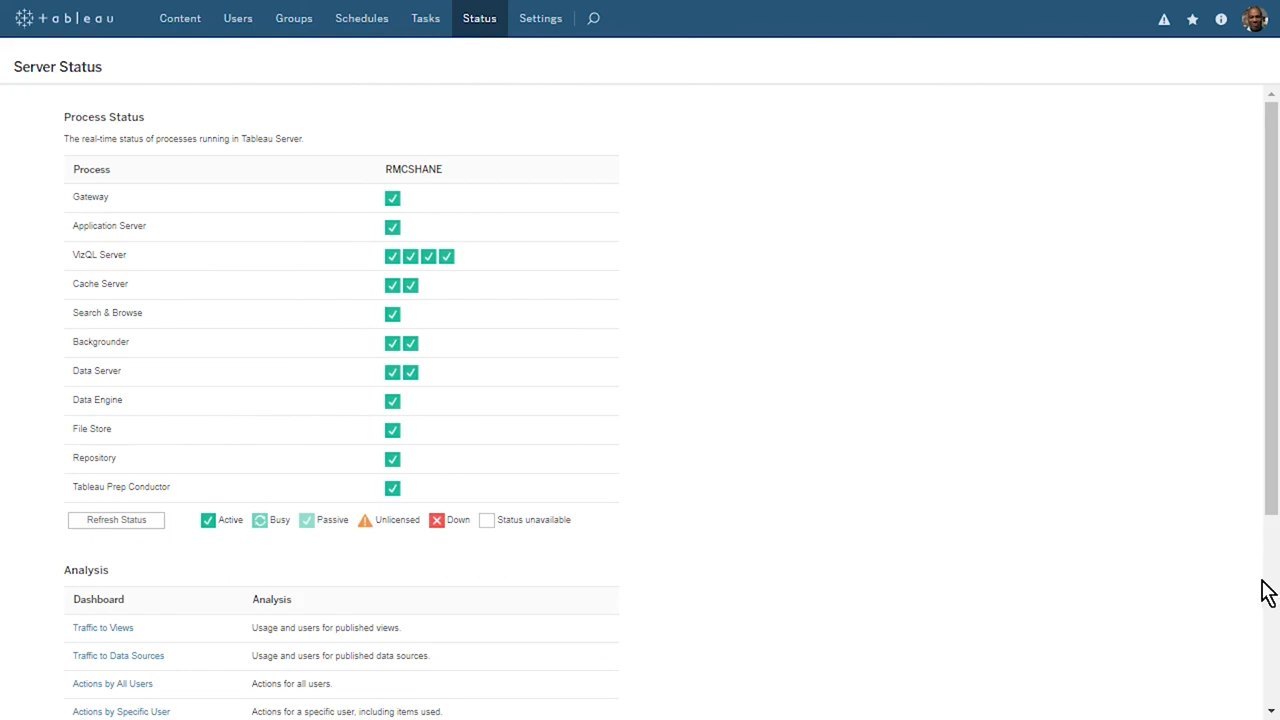 tableau Content Users Groups Schedules Tasks Status Settings
Server Status
Process Status
The real-time status of processes running in Tableau Server.
Process RMCSHANE
Gateway
Application Server
VizQL Server
Cache Server
Search & Browse
Backgrounder
Data Server
Data Engine
File Store
Repository
Tableau Prep Conductor
Refresh Status Active Busy Passive Unlicensed Down Status unavailable
Analysis
Dashboard Analysis
Traffic to Views Usage and users for published views.
Traffic to Data Sources Usage and users for published data sources.
Actions by All Users Actions for all users.
Actions by Specific User Actions for a specific user, including items used.